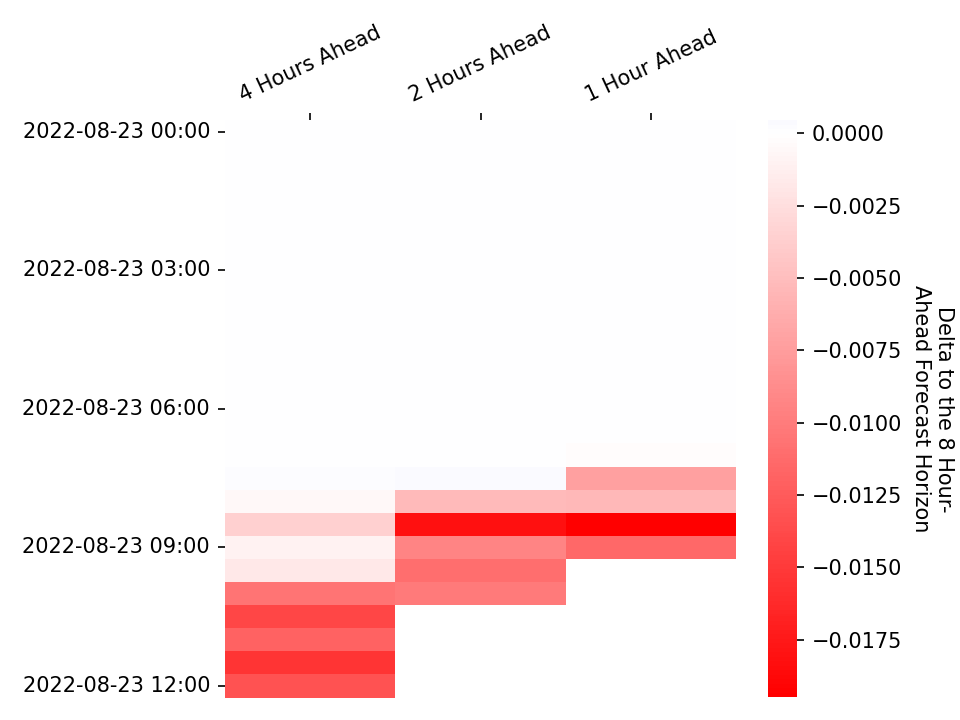 4 Hours Ahead
2 Hours Ahead
1 Hour Ahead
2022-08-23 00:00
2022-08-23 03:00
2022-08-23 06:00
2022-08-23 09:00
2022-08-23 12:00
0.0000
−0.0025
−0.0050
−0.0075
−0.0100
−0.0125
−0.0150
−0.0175
Delta to the 8 Hour-
Ahead Forecast Horizon